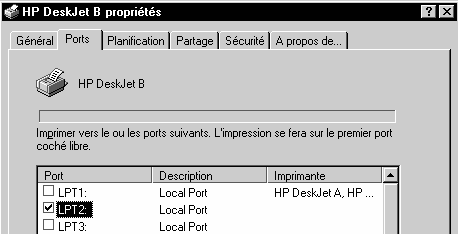 HP DeskJet B propriétés
Général Ports Planification Partage Sécurité A propos de...
HP DeskJet B
Imprimer vers le ou les ports suivants. L'impression se fera sur le premier port
coché libre.
Port Description Imprimante
LPT1: Local Port HP DeskJet A, HP ...
LPT2: Local Port
LPT3: Local Port